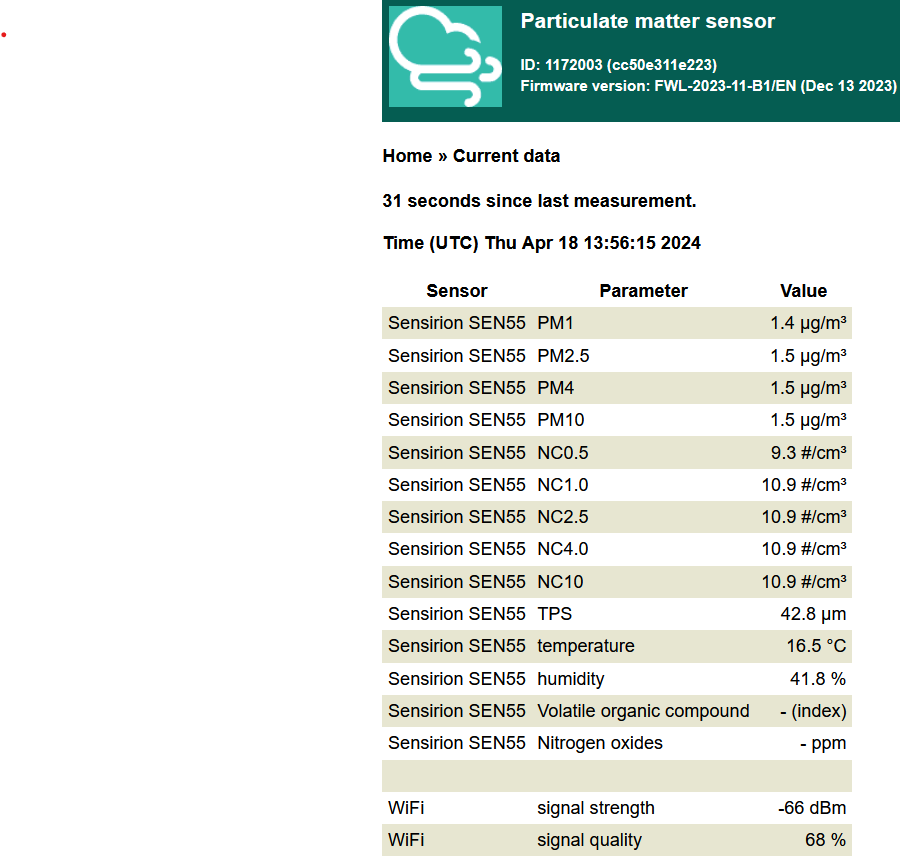 Particulate matter sensor
ID: 1172003 (cc50e311e223)
Firmware version: FWL-2023-11-B1/EN (Dec 13 2023)
Home » Current data
31 seconds since last measurement.
Time (UTC) Thu Apr 18 13:56:15 2024
Sensor Parameter Value
Sensirion SEN55 PM1 1.4 µg/m³
Sensirion SEN55 PM2.5 1.5 µg/m³
Sensirion SEN55 PM4 1.5 µg/m³
Sensirion SEN55 PM10 1.5 µg/m³
Sensirion SEN55 NC0.5 9.3 #/cm³
Sensirion SEN55 NC1.0 10.9 #/cm³
Sensirion SEN55 NC2.5 10.9 #/cm³
Sensirion SEN55 NC4.0 10.9 #/cm³
Sensirion SEN55 NC10 10.9 #/cm³
Sensirion SEN55 TPS 42.8 µm
Sensirion SEN55 temperature 16.5 °C
Sensirion SEN55 humidity 41.8 %
Sensirion SEN55 Volatile organic compound - (index)
Sensirion SEN55 Nitrogen oxides - ppm
WiFi signal strength -66 dBm
WiFi signal quality 68 %